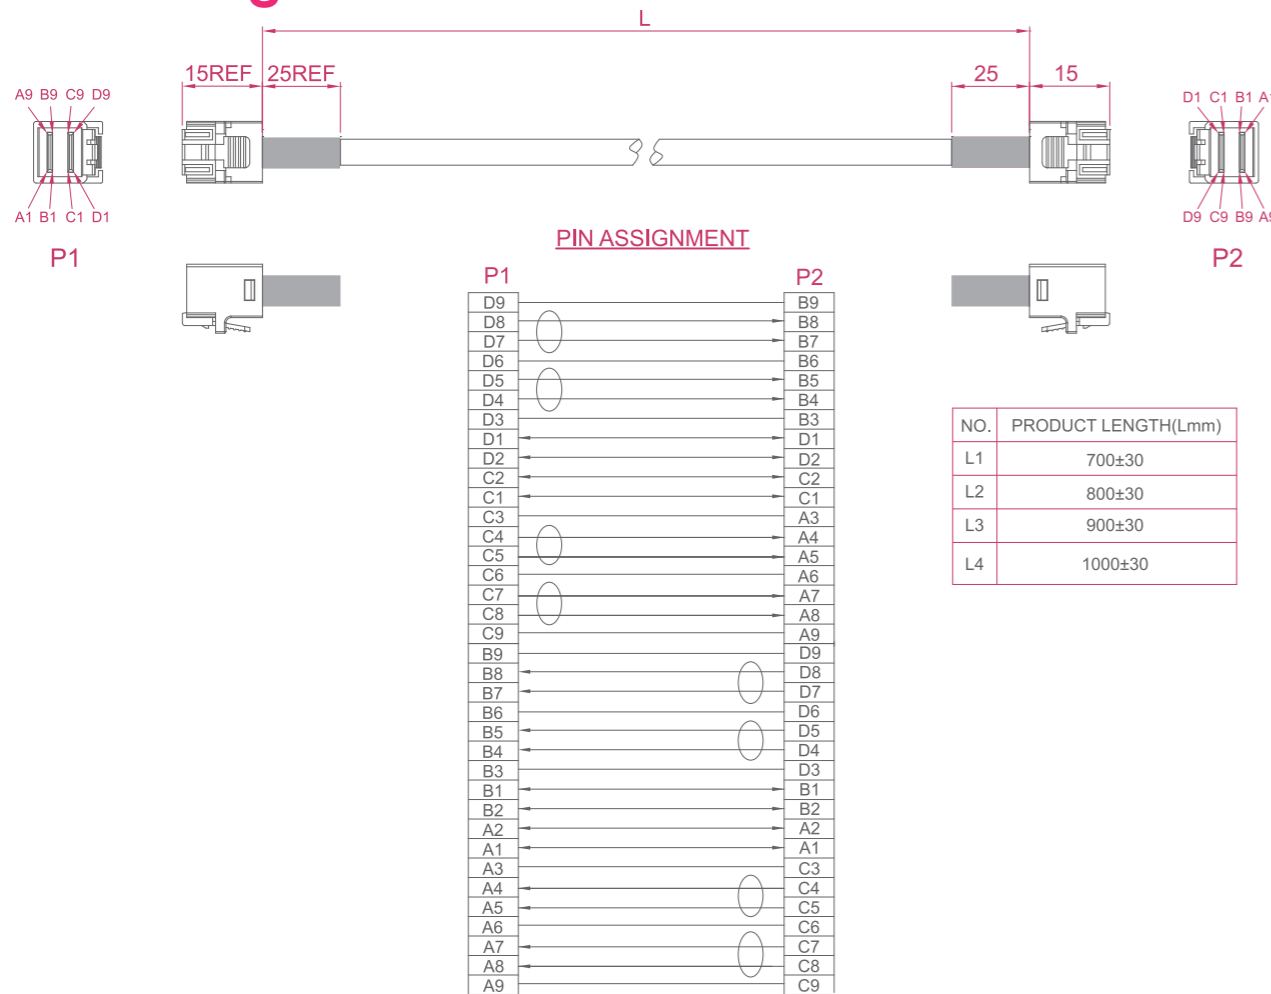 g
L
15REF 25REF 25 15
A9 B9 C9 D9
A1 B1 C1 D1
P1
D1 C1 B1
D9 C9 B9
P2
PIN ASSIGNMENT
P1 P2
D9 B9
D8 B8
D7 B7
D6 B6
D5 B5
D4 B4
D3 B3
D1 D1
D2 D2
C2 C2
C1 C1
C3 A3
C4 A4
C5 A5
C6 A6
C7 A7
C8 A8
C9 A9
B9 D9
B8 D8
B7 D7
B6 D6
B5 D5
B4 D4
B3 D3
B1 B1
B2 B2
A2 A2
A1 A1
A3 C3
A4 C4
A5 C5
A6 C6
A7 C7
A8 C8
A9 C9
NO. PRODUCT LENGTH(Lmm)
L1 700±30
L2 800±30
L3 900±30
L4 1000±30